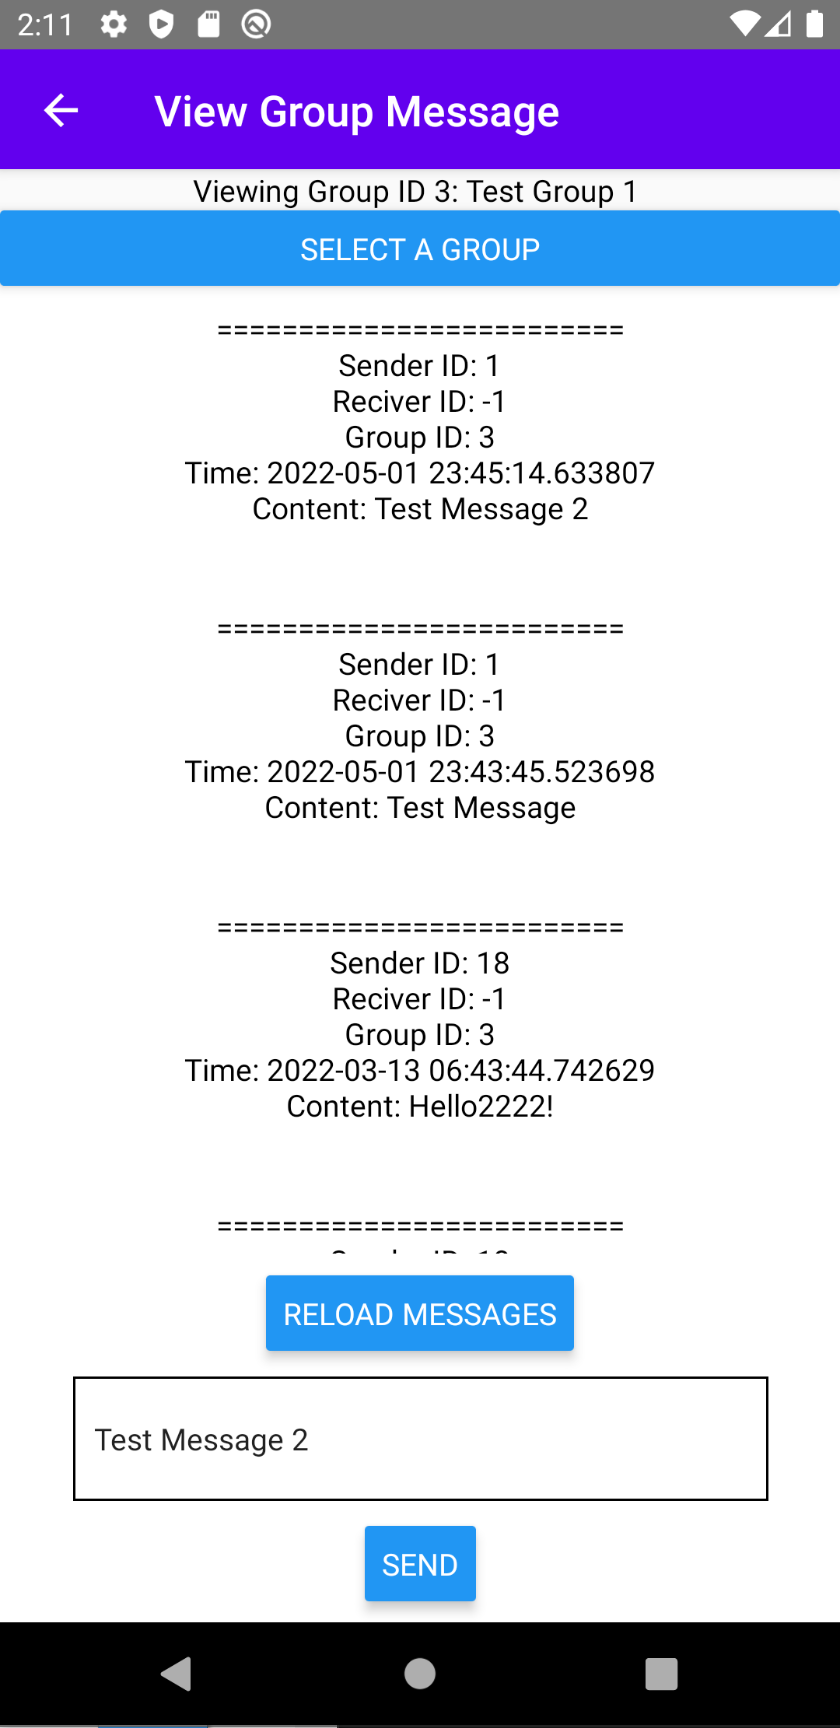 2:11
View Group Message
Viewing Group ID 3: Test Group 1
SELECT A GROUP
=========================
Sender ID: 1
Reciver ID: -1
Group ID: 3
Time: 2022-05-01 23:45:14.633807
Content: Test Message 2
=========================
Sender ID: 1
Reciver ID: -1
Group ID: 3
Time: 2022-05-01 23:43:45.523698
Content: Test Message
=========================
Sender ID: 18
Reciver ID: -1
Group ID: 3
Time: 2022-03-13 06:43:44.742629
Content: Hello2222!
=========================
RELOAD MESSAGES
Test Message 2
SEND